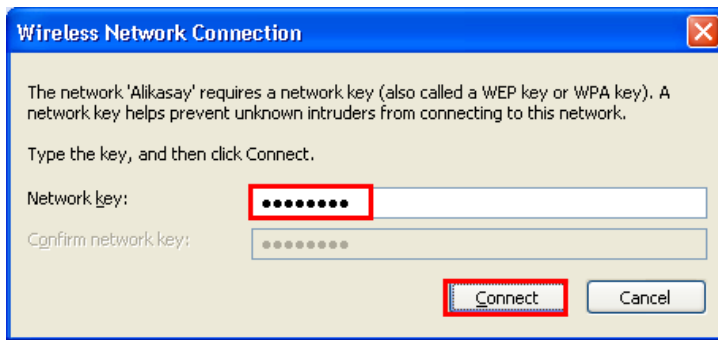 Wireless Network Connection
The network 'Alikasay' requires a network key (also called a WEP key or WPA key). A
network key helps prevent unknown intruders from connecting to this network.
Type the key, and then click Connect.
Network key: ●●●●●●●●
Confirm network key: ●●●●●●●●
Connect Cancel